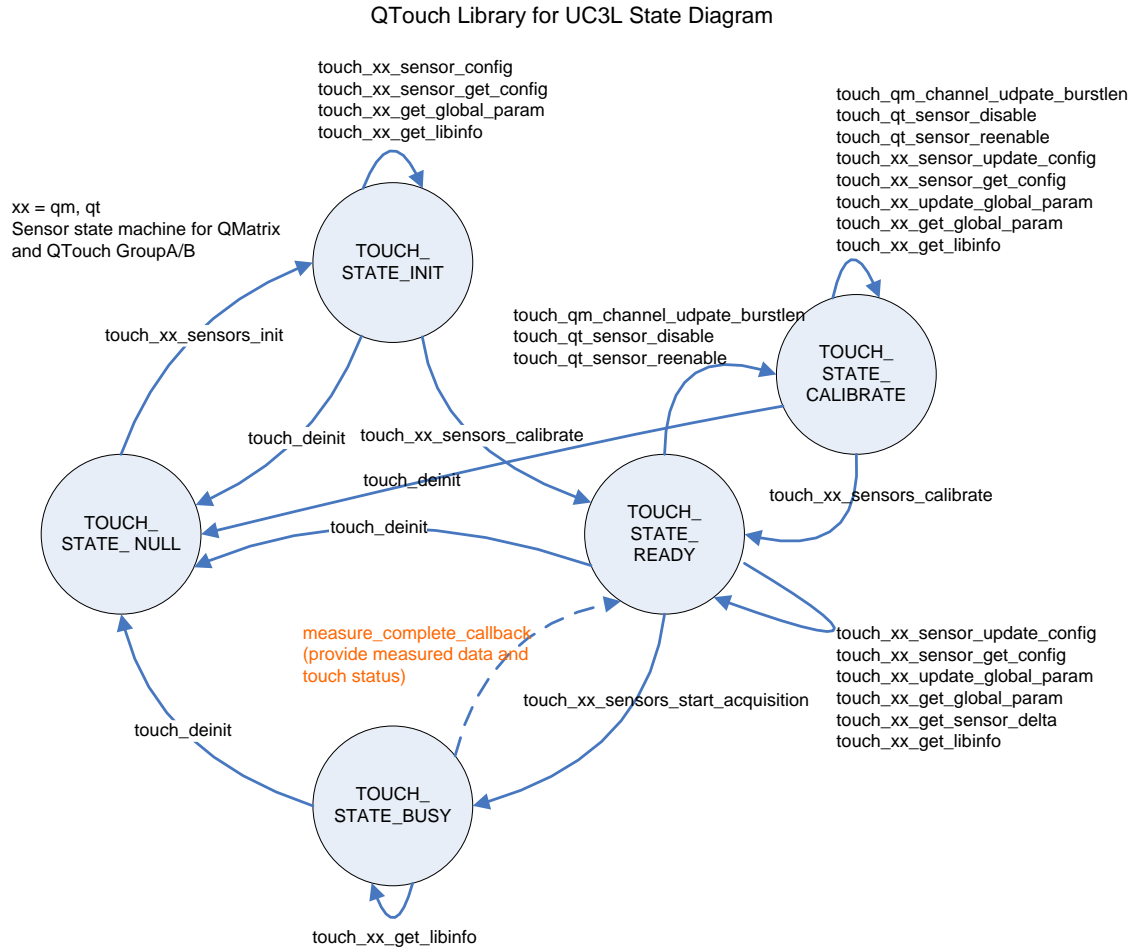 QTouch Library for UC3L State Diagram
touch_xx_sensor_config
touch_xx_sensor_get_config
touch_xx_get_global_param
touch_xx_get_libinfo
touch_qm_channel_udpate_burstlen
touch_qt_sensor_disable
touch_qt_sensor_reenable
touch_xx_sensor_update_config
touch_xx_sensor_get_config
touch_xx_update_global_param
touch_xx_get_global_param
touch_xx_get_libinfo
xx = qm, qt
Sensor state machine for QMatrix
and QTouch GroupA/B
TOUCH_
STATE_INIT
touch_xx_sensors_init
touch_qm_channel_udpate_burstlen
touch_qt_sensor_disable
touch_qt_sensor_reenable
TOUCH_
STATE_
CALIBRATE
touch_deinit
touch_xx_sensors_calibrate
touch_deinit
touch_xx_sensors_calibrate
TOUCH_
STATE_ NULL
touch_deinit
TOUCH_
STATE_
READY
measure_complete_callback
(provide measured data and
touch status)
touch_xx_sensor_update_config
touch_xx_sensor_get_config
touch_xx_update_global_param
touch_xx_get_global_param
touch_xx_get_sensor_delta
touch_xx_get_libinfo
touch_xx_sensors_start_acquisition
touch_deinit
TOUCH_
STATE_BUSY
touch_xx_get_libinfo